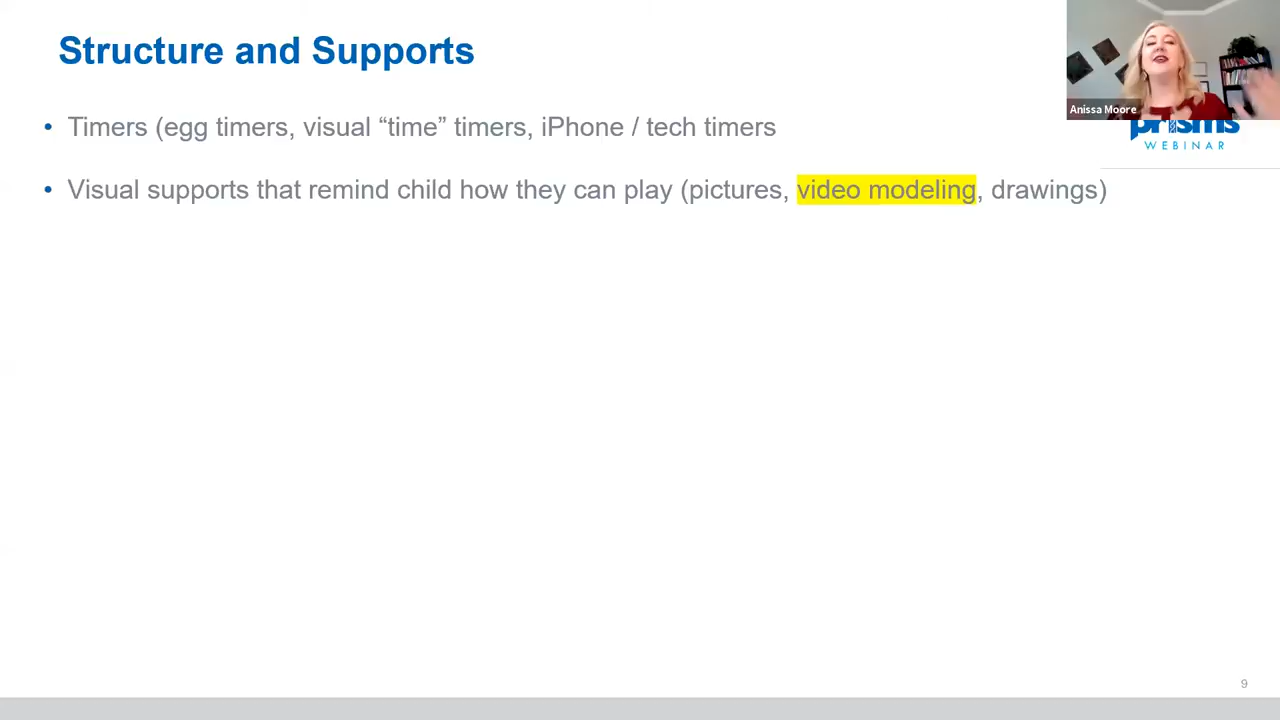 Structure and Supports
Anissa Moore
prisms
WEBINAR
• Timers (egg timers, visual “time” timers, iPhone / tech timers
• Visual supports that remind child how they can play (pictures, video modeling, drawings)
9